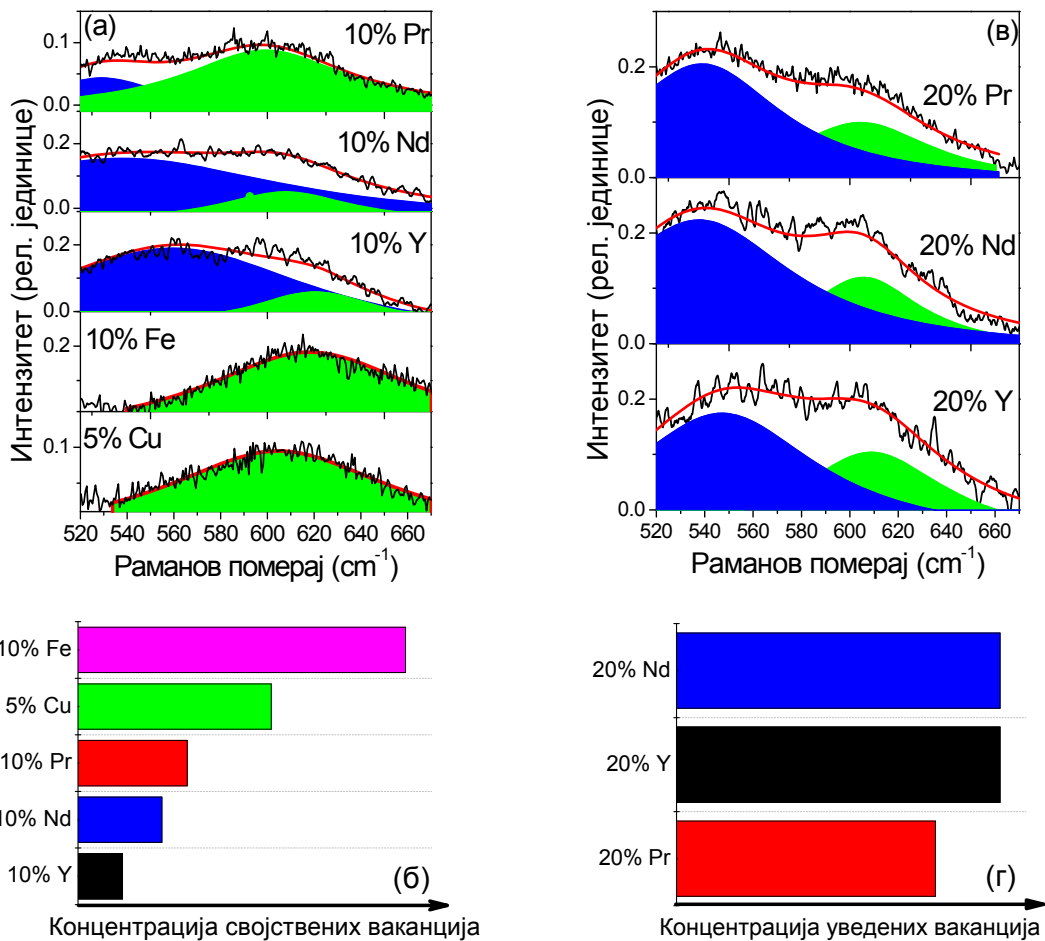 (а)
10% Pr
0.1
0.0
10% Nd
0.2
0.0
10% Y
0.2
0.0
10% Fe
0.2
5% Cu
0.1
520 540 560 580 600 620 640 660
Раманов померај (cm⁻¹)
Интензитет (рел. јединице)
(в)
20% Pr
0.2
0.0
20% Nd
0.2
0.0
20% Y
0.2
0.0
520 540 560 580 600 620 640 660
Раманов померај (cm⁻¹)
Интензитет (рел. јединице)
10% Fe
5% Cu
10% Pr
10% Nd
10% Y
(б)
Концентрација својствених ваканција
20% Nd
20% Y
20% Pr
(г)
Концентрација уведених ваканција